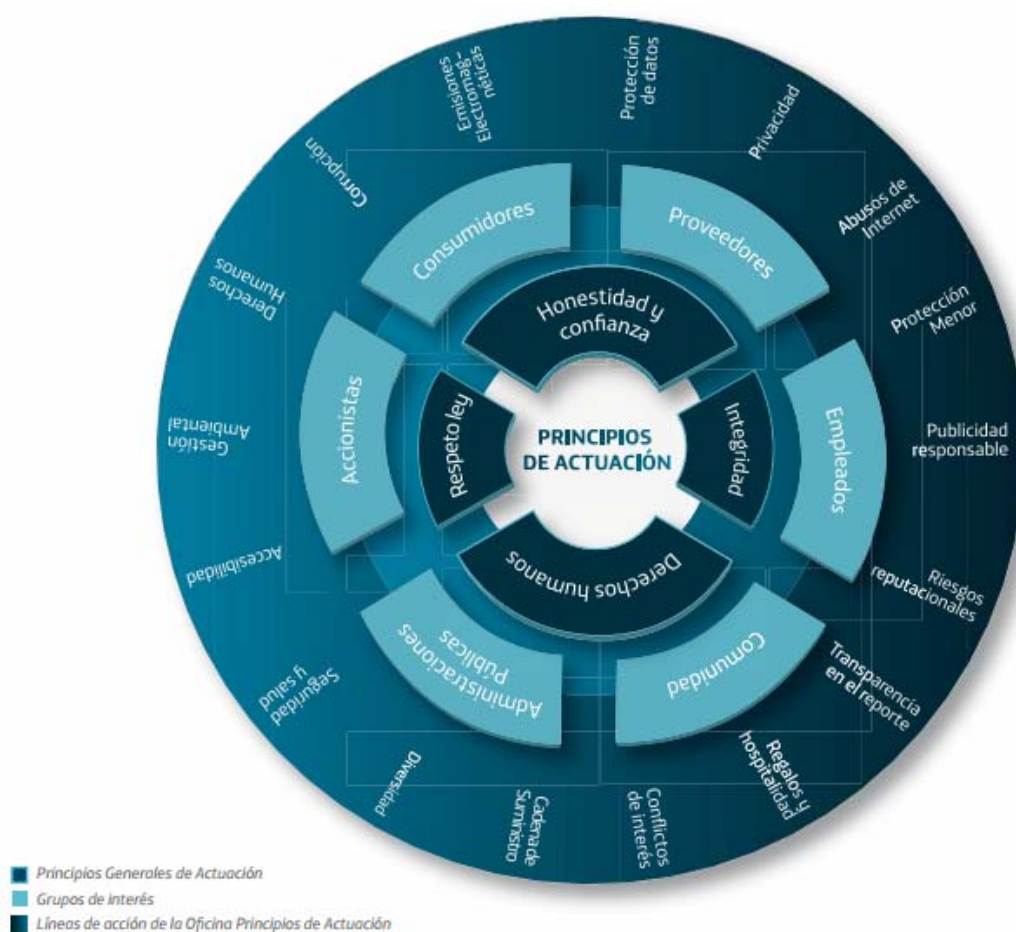 PRINCIPIOS
DE ACTUACIÓN
Honestidad y
confianza
Integridad
Derechos humanos
Respeto ley
Consumidores
Proveedores
Empleados
Comunidad
Administraciones
Públicas
Accionistas
Emisiones
Electromag-
néticas
Protección
de datos
Privacidad
Abusos de
Internet
Protección
Menor
Publicidad
responsable
Riesgos
reputacionales
Transparencia
en el reporte
Regalos y
hospitalidad
Conflictos
de interés
Cadena de
Suministro
Diversidad
Seguridad
y salud
Accesibilidad
Gestión
Ambiental
Derechos
Humanos
Corrupción
Principios Generales de Actuación
Grupos de interés
Líneas de acción de la Oficina Principios de Actuación